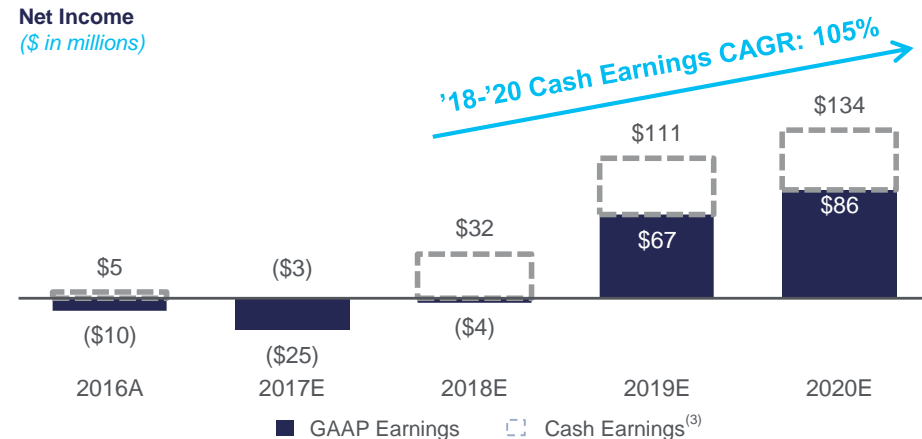 Net Income
($ in millions)
’18-’20 Cash Earnings CAGR: 105%
$5
($3)
$32
$111
$134
($10)
($25)
($4)
$67
$86
2016A
2017E
2018E
2019E
2020E
GAAP Earnings
Cash Earnings(3)